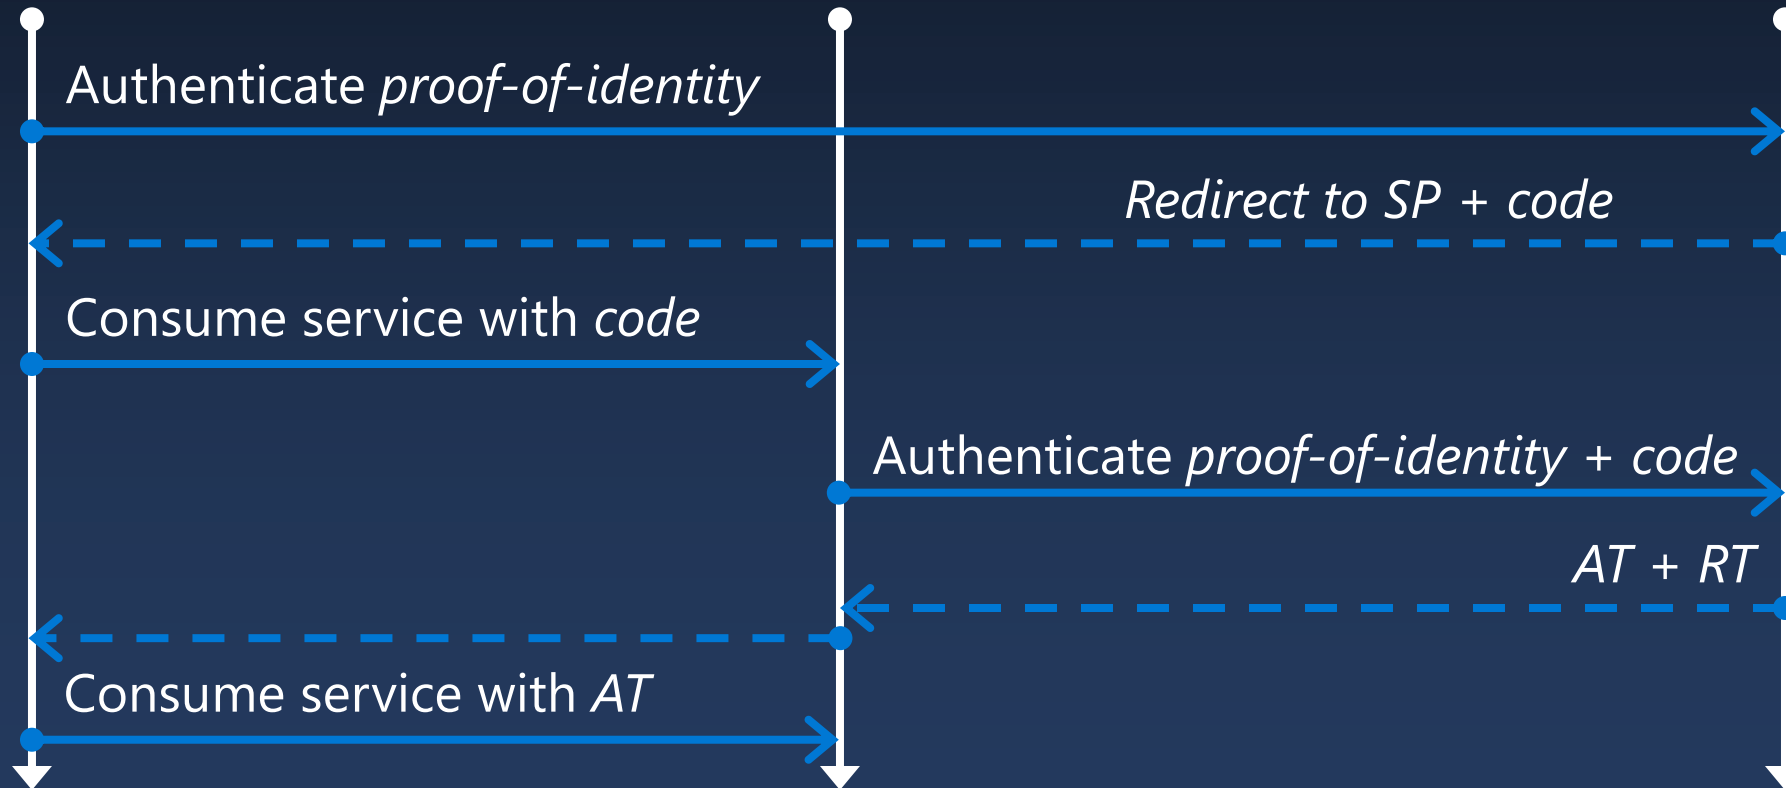 Authenticate proof-of-identity
Redirect to SP + code
Consume service with code
Authenticate proof-of-identity + code
AT + RT
Consume service with AT